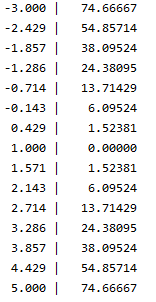 -3.000 | 74.66667
-2.429 | 54.85714
-1.857 | 38.09524
-1.286 | 24.38095
-0.714 | 13.71429
-0.143 | 6.09524
0.429 | 1.52381
1.000 | 0.00000
1.571 | 1.52381
2.143 | 6.09524
2.714 | 13.71429
3.286 | 24.38095
3.857 | 38.09524
4.429 | 54.85714
5.000 | 74.66667